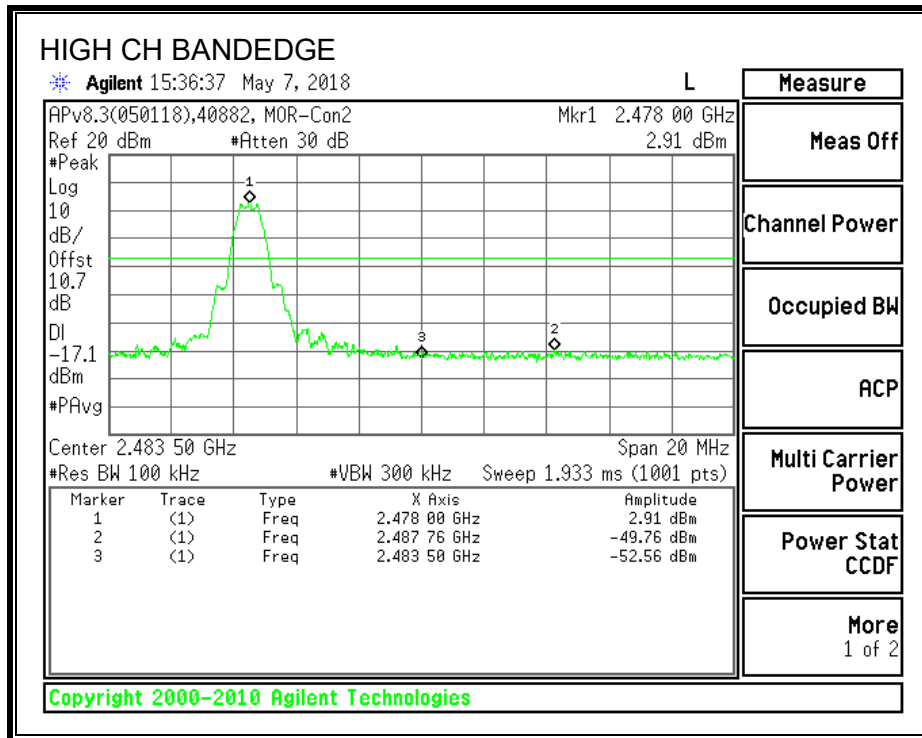 HIGH CH BANDEDGE
Agilent 15:36:37 May 7, 2018 L
Measure
APv8.3(050118),40882, MOR-Con2 Mkr1 2.478 00 GHz
Ref 20 dBm #Atten 30 dB 2.91 dBm
Meas Off
#Peak
Log
10
dB/
Offst
10.7
dB
DI
-17.1
dBm
#PAvg
1
3
2
Channel Power
Occupied BW
ACP
Center 2.483 50 GHz Span 20 MHz
#Res BW 100 kHz #VBW 300 kHz Sweep 1.933 ms (1001 pts)
Multi Carrier
Power
Marker Trace Type X Axis Amplitude
1 (1) Freq 2.478 00 GHz 2.91 dBm
2 (1) Freq 2.487 76 GHz -49.76 dBm
3 (1) Freq 2.483 50 GHz -52.56 dBm
Power Stat
CCDF
More
1 of 2
Copyright 2000-2010 Agilent Technologies